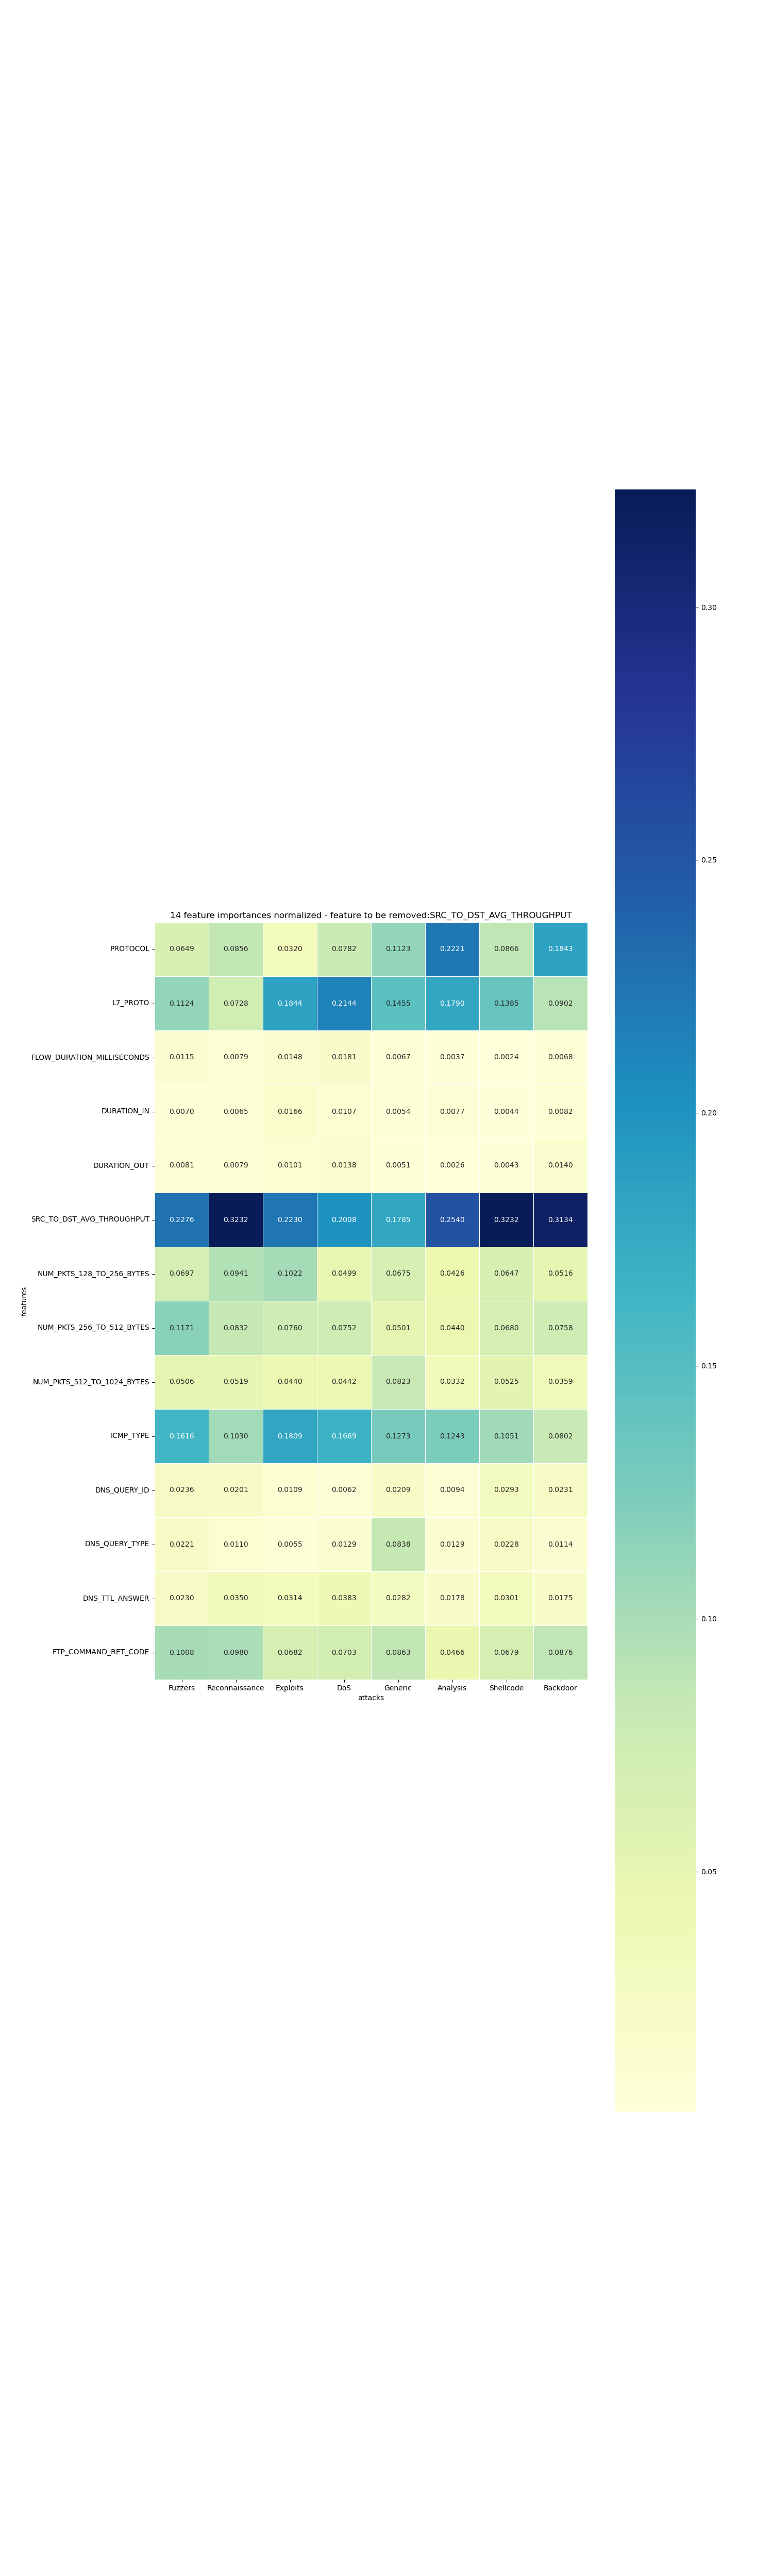 14 feature importances normalized - feature to be removed:SRC_TO_DST_AVG_THROUGHPUT
PROTOCOL 0.0649 0.0856 0.0320 0.0782 0.1123 0.2221 0.0866 0.1843
L7_PROTO 0.1124 0.0728 0.1844 0.2144 0.1455 0.1790 0.1385 0.0902
FLOW_DURATION_MILLISECONDS 0.0115 0.0079 0.0148 0.0181 0.0067 0.0037 0.0024 0.0068
DURATION_IN 0.0070 0.0065 0.0166 0.0107 0.0054 0.0077 0.0044 0.0082
DURATION_OUT 0.0081 0.0079 0.0101 0.0138 0.0051 0.0026 0.0043 0.0140
SRC_TO_DST_AVG_THROUGHPUT 0.2276 0.3232 0.2230 0.2008 0.1785 0.2540 0.3232 0.3134
NUM_PKTS_128_TO_256_BYTES 0.0697 0.0941 0.1022 0.0499 0.0675 0.0426 0.0647 0.0516
NUM_PKTS_256_TO_512_BYTES 0.1171 0.0832 0.0760 0.0752 0.0501 0.0440 0.0680 0.0758
NUM_PKTS_512_TO_1024_BYTES 0.0506 0.0519 0.0440 0.0442 0.0823 0.0332 0.0525 0.0359
ICMP_TYPE 0.1616 0.1030 0.1809 0.1669 0.1273 0.1243 0.1051 0.0802
DNS_QUERY_ID 0.0236 0.0201 0.0109 0.0062 0.0209 0.0094 0.0293 0.0231
DNS_QUERY_TYPE 0.0221 0.0110 0.0055 0.0129 0.0838 0.0129 0.0228 0.0114
DNS_TTL_ANSWER 0.0230 0.0350 0.0314 0.0383 0.0282 0.0178 0.0301 0.0175
FTP_COMMAND_RET_CODE 0.1008 0.0980 0.0682 0.0703 0.0863 0.0466 0.0679 0.0876
Fuzzers Reconnaissance Exploits DoS Generic Analysis Shellcode Backdoor
attacks
features
0.30
0.25
0.20
0.15
0.10
0.05